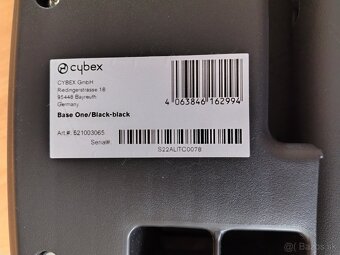 cybex
CYBEX GmbH
Riedingerstrasse 18
95448 Bayreuth
Germany
4 063846 162994
Base One/Black-black
Art.#: 521003065
Serial#:
S22ALITC0078
bazos.sk